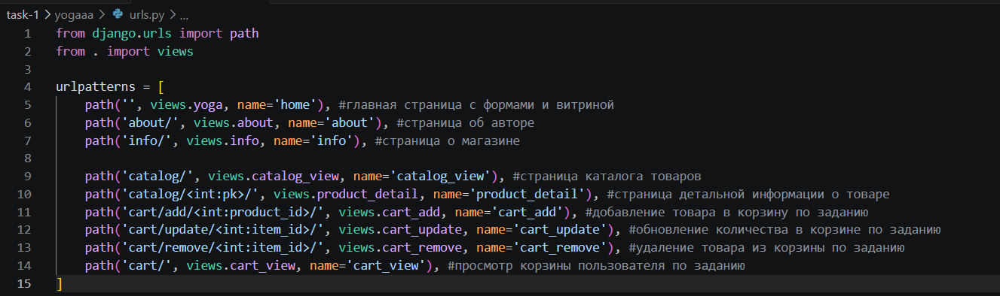 task-1 > yogaaa > urls.py > ...
1 from django.urls import path
2 from . import views
3
4 urlpatterns = [
5     path('', views.yoga, name='home'), #главная страница с формами и витриной
6     path('about/', views.about, name='about'), #страница об авторе
7     path('info/', views.info, name='info'), #страница о магазине
8
9     path('catalog/', views.catalog_view, name='catalog_view'), #страница каталога товаров
10     path('catalog/<int:pk>/', views.product_detail, name='product_detail'), #страница детальной информации о товаре
11     path('cart/add/<int:product_id>/', views.cart_add, name='cart_add'), #добавление товара в корзину по заданию
12     path('cart/update/<int:item_id>/', views.cart_update, name='cart_update'), #обновление количества в корзине по заданию
13     path('cart/remove/<int:item_id>/', views.cart_remove, name='cart_remove'), #удаление товара из корзины по заданию
14     path('cart/', views.cart_view, name='cart_view'), #просмотр корзины пользователя по заданию
15 ]